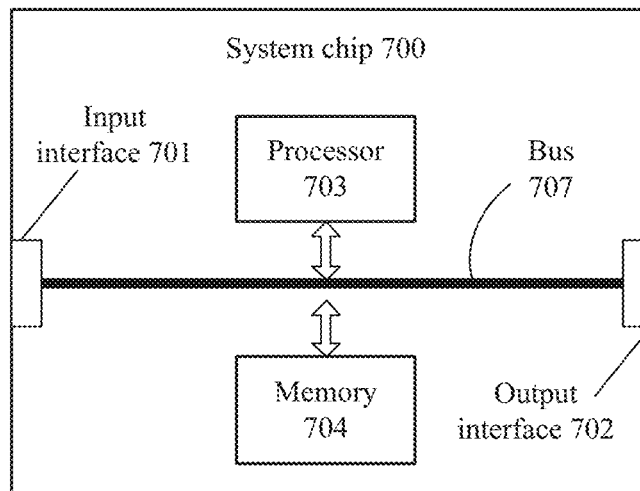 System chip 700
Input
interface 701
Processor
703
Bus
707
Memory
704
Output
interface 702